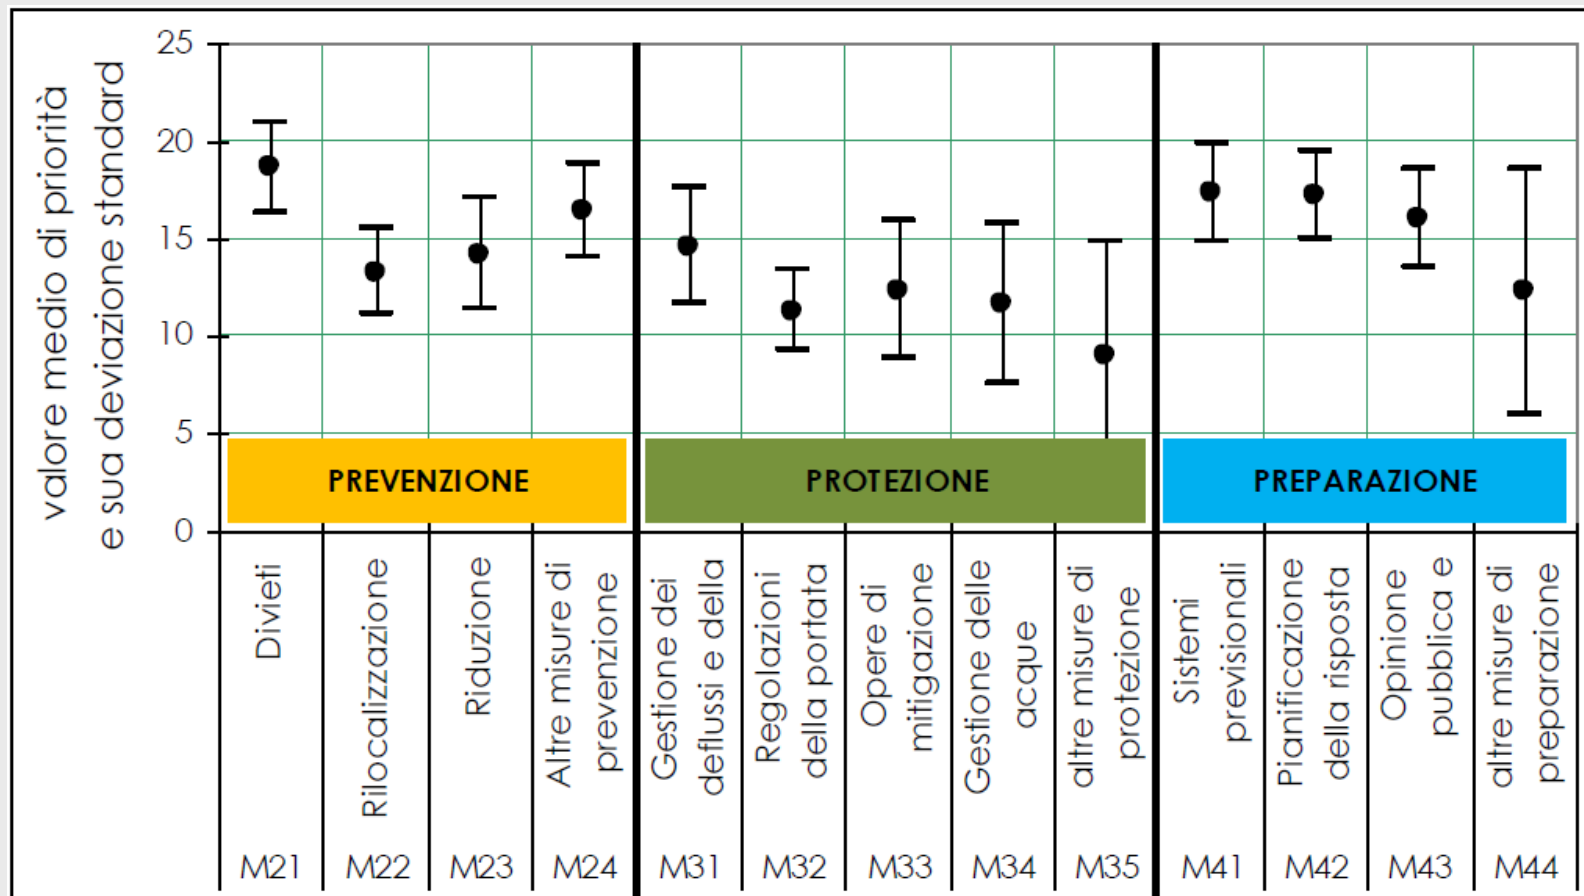 valore medio di priorità
e sua deviazione standard
25
20
15
10
5
0
PREVENZIONE
PROTEZIONE
PREPARAZIONE
Divieti
Rilocalizzazione
Riduzione
Altre misure di
prevenzione
Gestione dei
deflussi e della
Regolazioni
della portata
Opere di
mitigazione
Gestione delle
acque
altre misure di
protezione
Sistemi
previsionali
Pianificazione
della risposta
Opinione
pubblica e
altre misure di
preparazione
M21
M22
M23
M24
M31
M32
M33
M34
M35
M41
M42
M43
M44